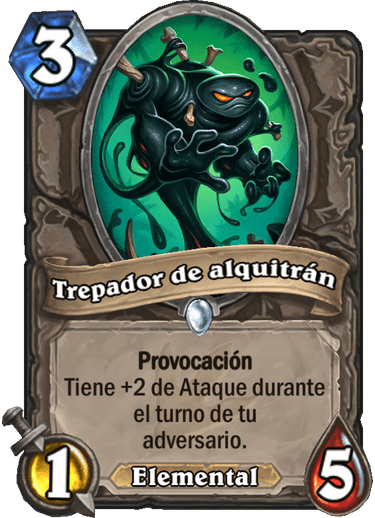 3
Trepador de alquitrán
Provocación
Tiene +2 de Ataque durante
el turno de tu
adversario.
1
Elemental
5